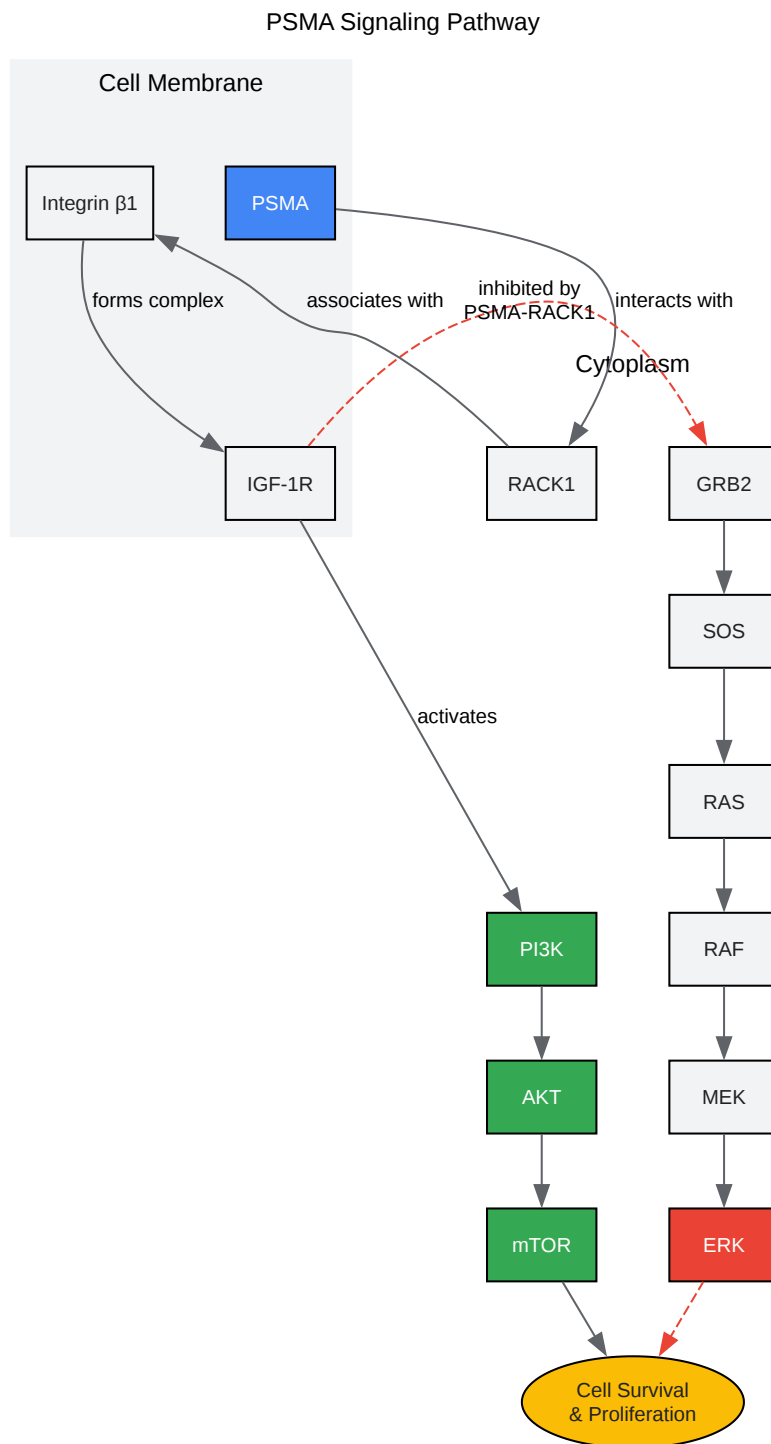 PSMA Signaling Pathway
Cell Membrane
Integrin β1
PSMA
forms complex
associates with
inhibited by
PSMA-RACK1
interacts with
Cytoplasm
IGF-1R
RACK1
GRB2
SOS
activates
RAS
PI3K
RAF
AKT
MEK
mTOR
ERK
Cell Survival
& Proliferation